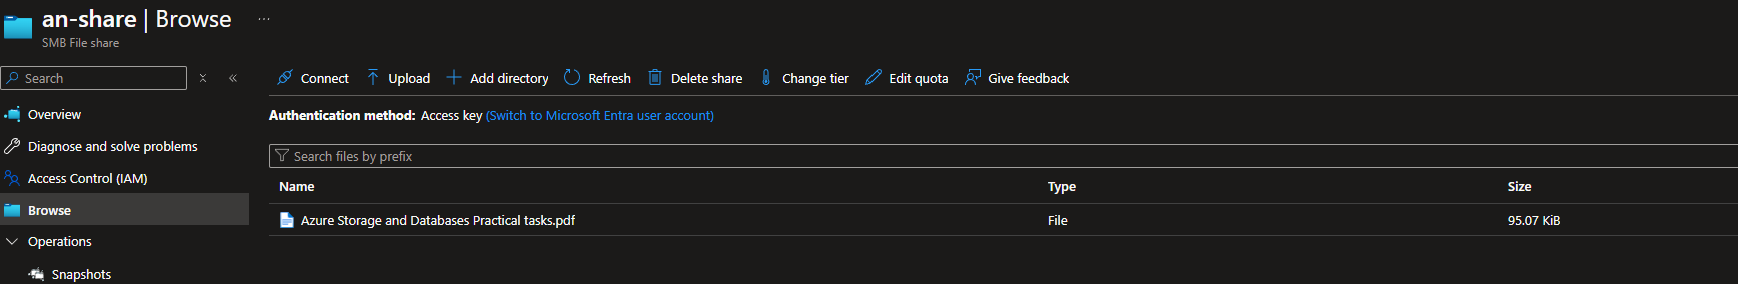 an-share | Browse ...
SMB File share
Search
Connect Upload Add directory Refresh Delete share Change tier Edit quota Give feedback
Overview
Diagnose and solve problems
Access Control (IAM)
Browse
Operations
Snapshots
Authentication method: Access key (Switch to Microsoft Entra user account)
Search files by prefix
Name Type Size
Azure Storage and Databases Practical tasks.pdf File 95.07 KiB